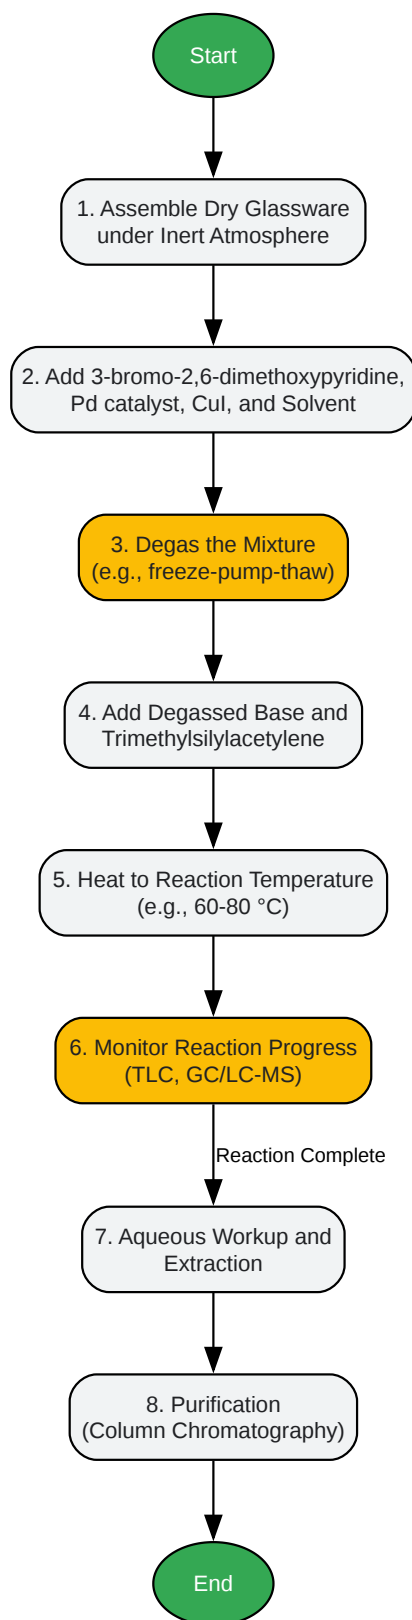 Start
1. Assemble Dry Glassware
under Inert Atmosphere
2. Add 3-bromo-2,6-dimethoxypyridine,
Pd catalyst, CuI, and Solvent
3. Degas the Mixture
(e.g., freeze-pump-thaw)
4. Add Degassed Base and
Trimethylsilylacetylene
5. Heat to Reaction Temperature
(e.g., 60-80 °C)
6. Monitor Reaction Progress
(TLC, GC/LC-MS)
Reaction Complete
7. Aqueous Workup and
Extraction
8. Purification
(Column Chromatography)
End